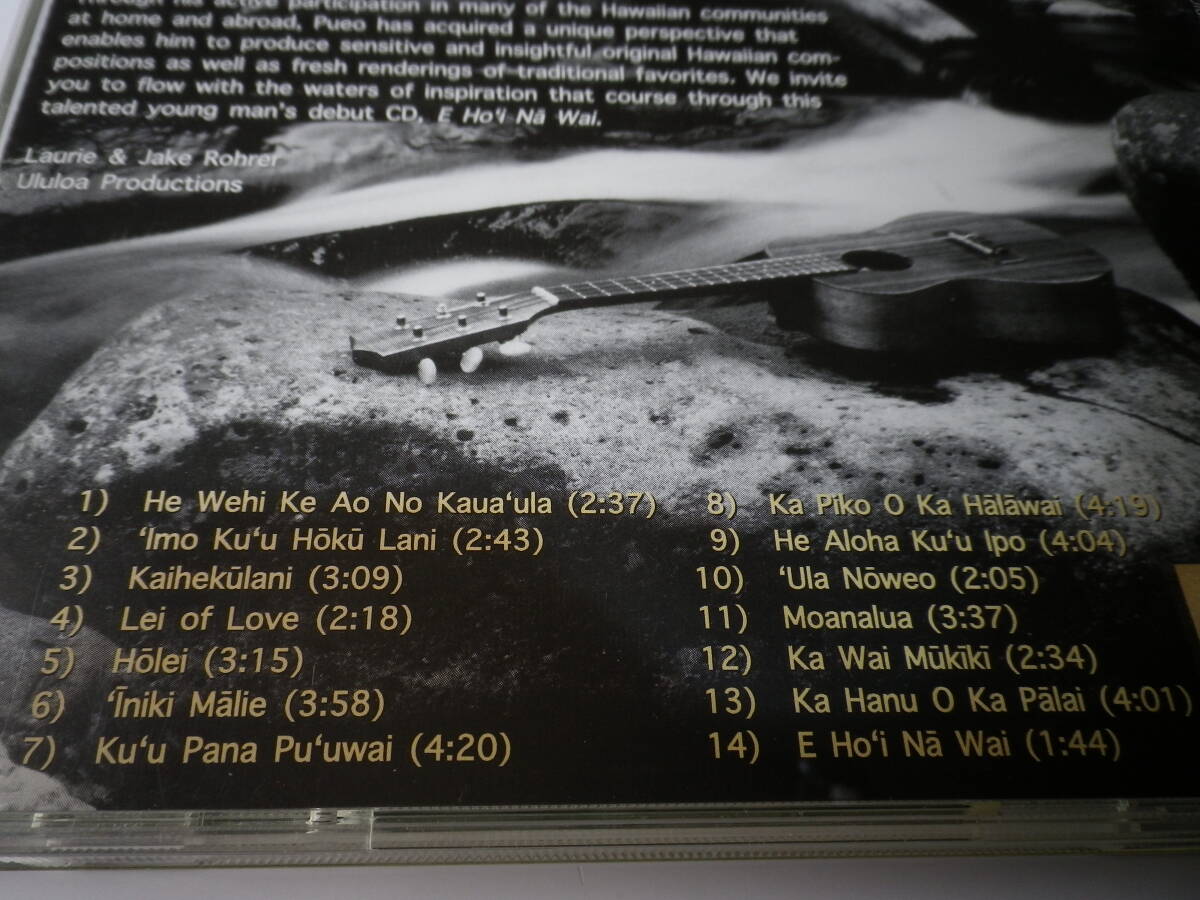 Through his active participation in many of the Hawaiian communities
at home and abroad, Pueo has acquired a unique perspective that
enables him to produce sensitive and insightful original Hawaiian com-
positions as well as fresh renderings of traditional favorites. We invite
you to flow with the waters of inspiration that course through this
talented young man's debut CD, E Hoʻi Nā Wai.
Laurie & Jake Rohrer
Ululoa Productions
1) He Wehi Ke Ao No Kauaʻula (2:37)
2) ʻImo Kuʻu Hōkū Lani (2:43)
3) Kaihekūlani (3:09)
4) Lei of Love (2:18)
5) Hōlei (3:15)
6) ʻĪniki Mālie (3:58)
7) Kuʻu Pana Puʻuwai (4:20)
8) Ka Piko O Ka Hālāwai (4:19)
9) He Aloha Kuʻu Ipo (4:04)
10) ʻUla Nōweo (2:05)
11) Moanalua (3:37)
12) Ka Wai Mūkīkī (2:34)
13) Ka Hanu O Ka Pālai (4:01)
14) E Hoʻi Nā Wai (1:44)